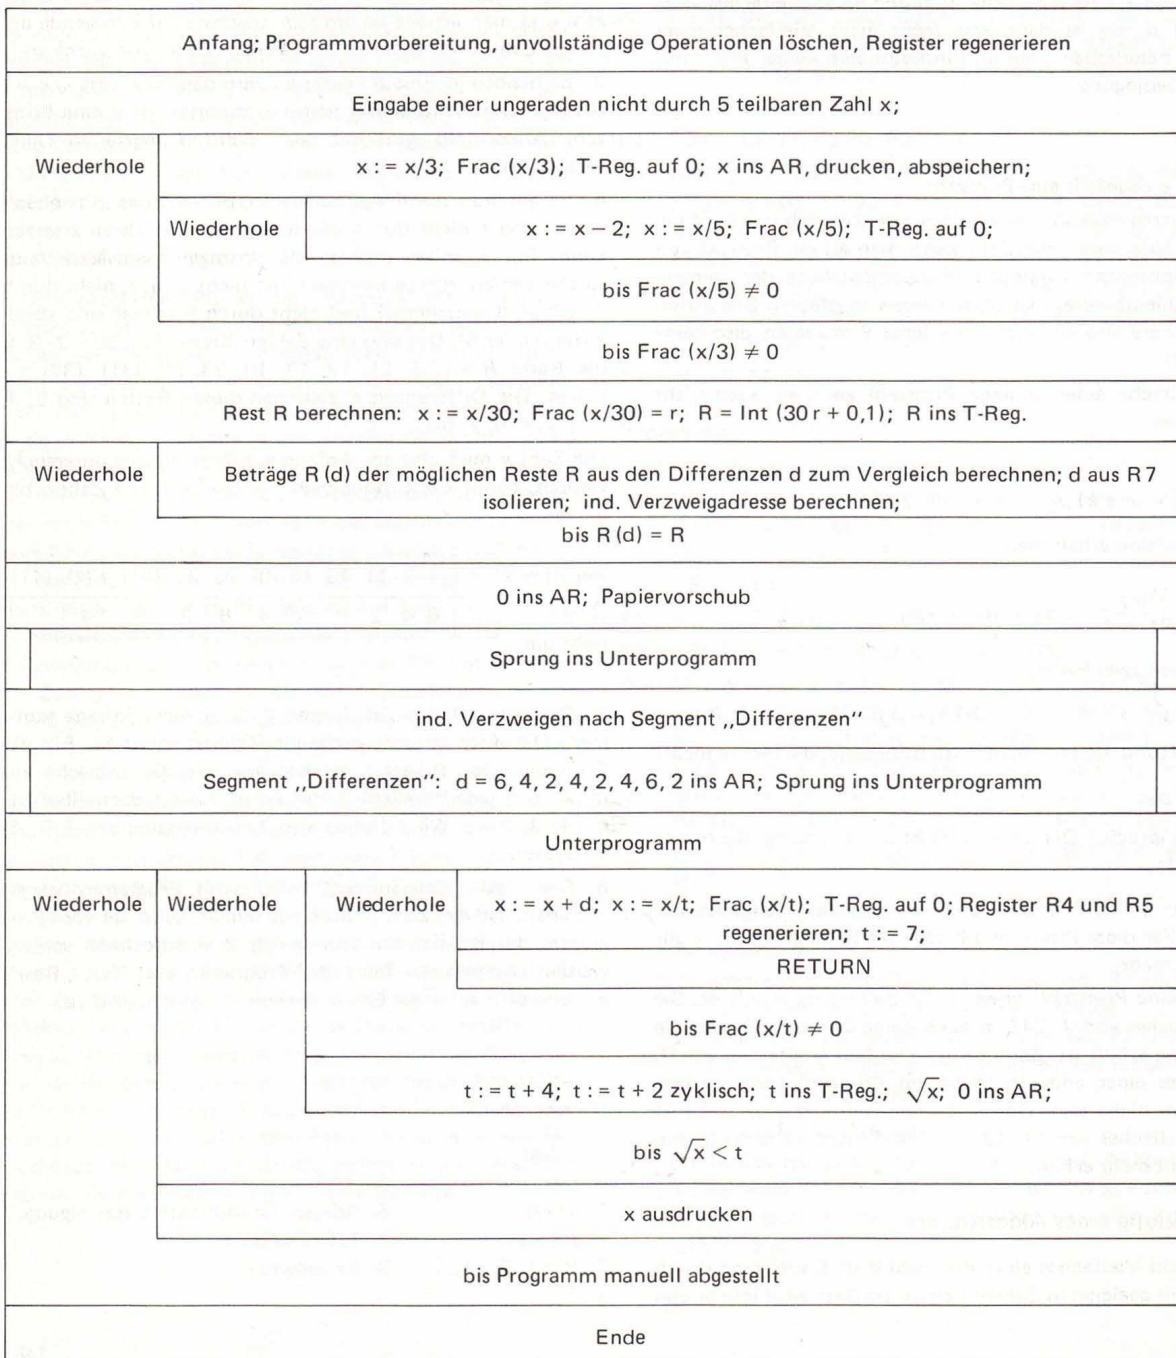 Anfang; Programmvorbereitung, unvollständige Operationen löschen, Register regenerieren
Eingabe einer ungeraden nicht durch 5 teilbaren Zahl x;
Wiederhole
x : = x/3; Frac (x/3); T-Reg. auf 0; x ins AR, drucken, abspeichern;
Wiederhole
x : = x – 2; x : = x/5; Frac (x/5); T-Reg. auf 0;
bis Frac (x/5) ≠ 0
bis Frac (x/3) ≠ 0
Rest R berechnen: x : = x/30; Frac (x/30) = r; R = Int (30 r + 0,1); R ins T-Reg.
Wiederhole
Beträge R (d) der möglichen Reste R aus den Differenzen d zum Vergleich berechnen; d aus R 7
isolieren; ind. Verzweigadresse berechnen;
bis R (d) = R
0 ins AR; Papiervorschub
Sprung ins Unterprogramm
ind. Verzweigen nach Segment „Differenzen“
Segment „Differenzen“: d = 6, 4, 2, 4, 2, 4, 6, 2 ins AR; Sprung ins Unterprogramm
Unterprogramm
Wiederhole
Wiederhole
Wiederhole
x : = x + d; x : = x/t; Frac (x/t); T-Reg. auf 0; Register R4 und R5
regenerieren; t : = 7;
RETURN
bis Frac (x/t) ≠ 0
t : = t + 4; t : = t + 2 zyklisch; t ins T-Reg.; √x; 0 ins AR;
bis √x < t
x ausdrucken
bis Programm manuell abgestellt
Ende